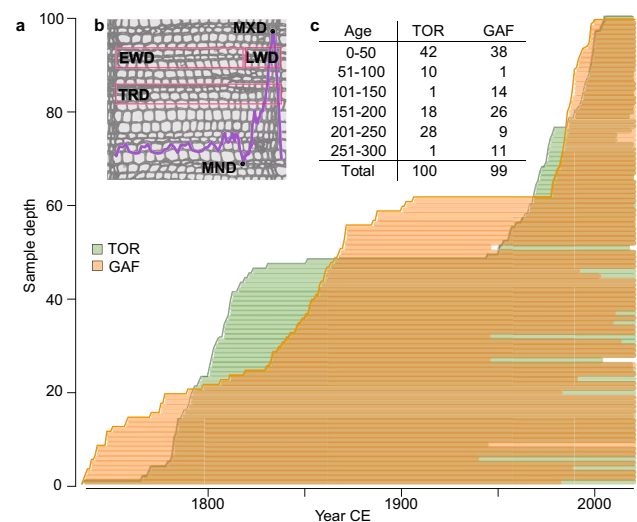 a
b
MXD
EWD
LWD
TRD
MND
c
Age TOR GAF
0-50 42 38
51-100 10 1
101-150 1 14
151-200 18 26
201-250 28 9
251-300 1 11
Total 100 99
Sample depth
100
80
60
40
20
0
TOR
GAF
1800 1900 2000
Year CE